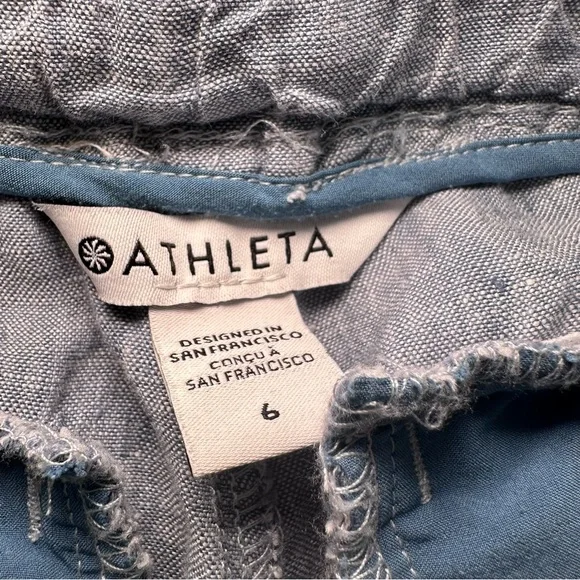 ATHLETA
DESIGNED IN
SAN FRANCISCO
CONÇU À
SAN FRANCISCO
6